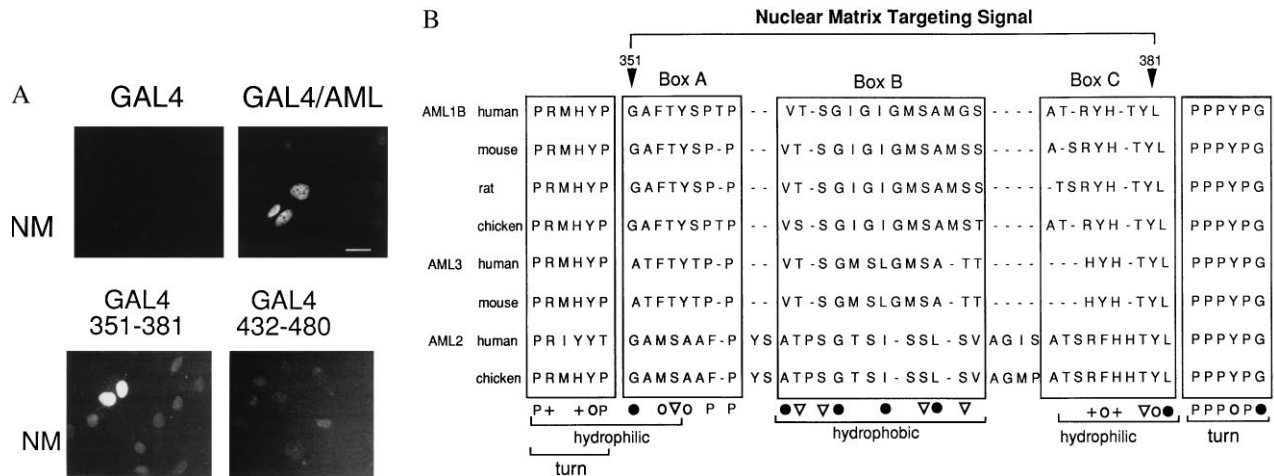 A
GAL4 GAL4/AML
NM
GAL4 GAL4
351-381 432-480
NM
B
Nuclear Matrix Targeting Signal
351 381
Box A Box B Box C
AML1B human PRMHYP GAFTYSPTP -- VT-SGIGIGMSAMGS ---- AT-RYH-TYL PPPYPG
mouse PRMHYP GAFTYSP-P -- VT-SGIGIGMSAMSS ---- A-SRYH-TYL PPPYPG
rat PRMHYP GAFTYSP-P -- VT-SGIGIGMSAMSS ---- -TSRYH-TYL PPPYPG
chicken PRMHYP GAFTYSP-P -- VS-SGIGIGMSAMST ---- AT-RYH-TYL PPPYPG
AML3 human PRMHYP ATFTYTP-P -- VT-SGMSLGMSA-TT ---- ---HYH-TYL PPPYPG
mouse PRMHYP ATFTYTP-P -- VT-SGMSLGMSA-TT ---- ---HYH-TYL PPPYPG
AML2 human PRIYYT GAMSAAF-P YS ATPSGTSI-SSL-SV AGIS ATSRFHHTYL PPPYPG
chicken PRMHYP GAMSAAF-P YS ATPSGTSI-SSL-SV AGMP ATSRFHHTYL PPPYPG
P+ +OP ● O▽O P P ●▽ ▽● ● ▽● ▽ +O+ ▽O● PPPOP●
hydrophilic hydrophobic hydrophilic turn
turn